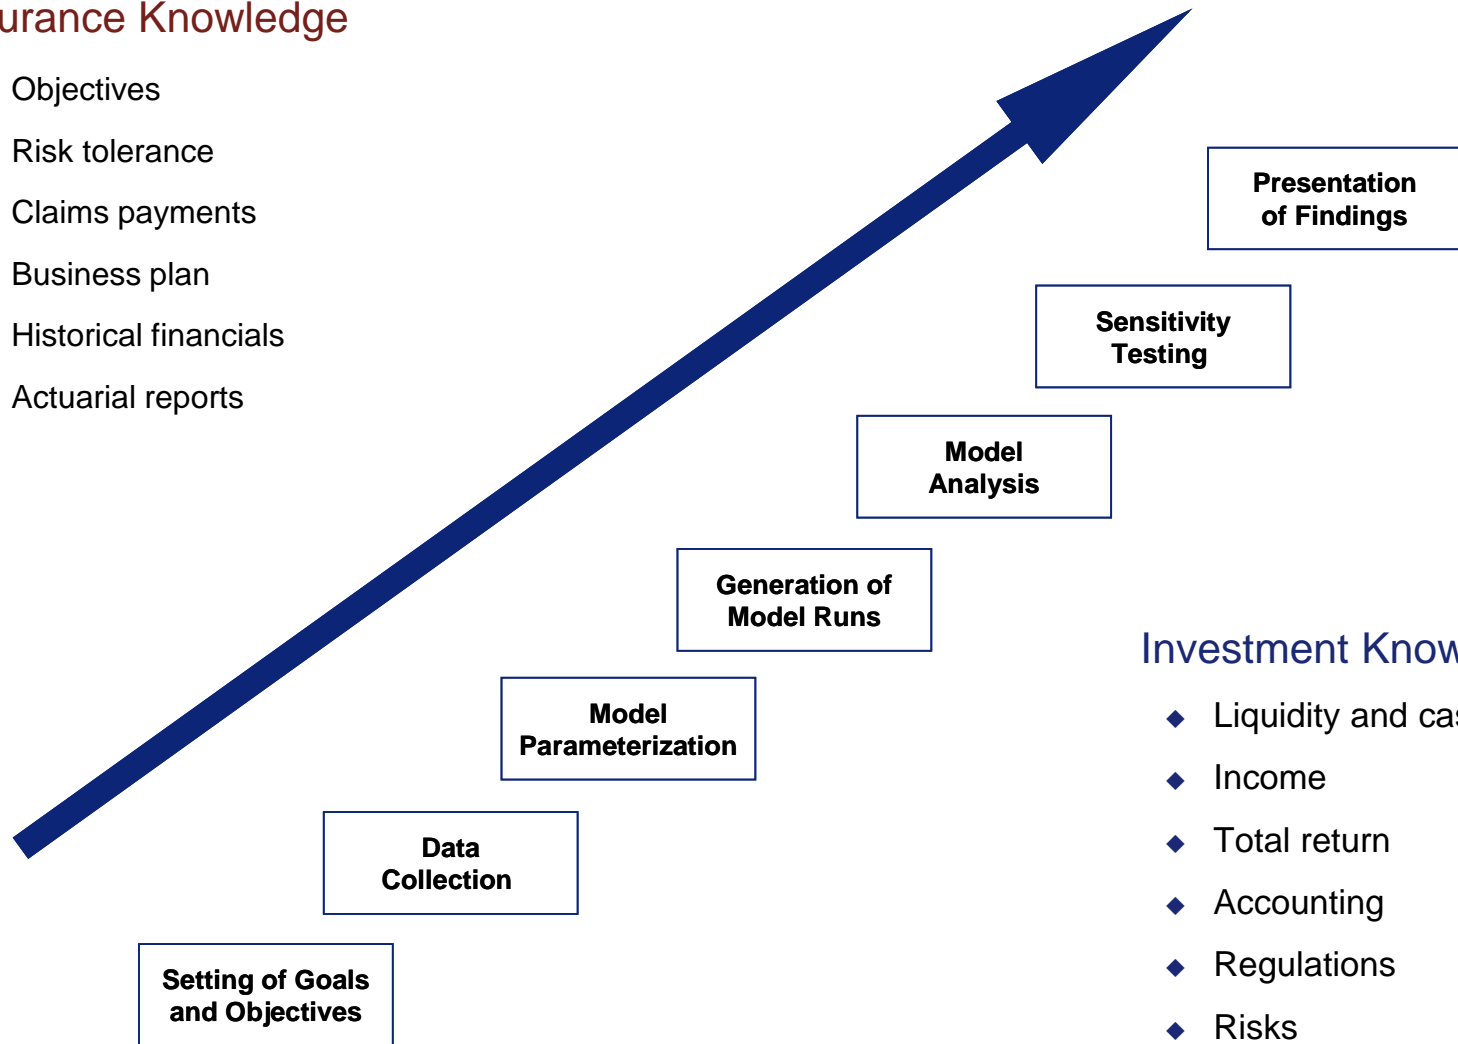 urance Knowledge
Objectives
Risk tolerance
Claims payments
Business plan
Historical financials
Actuarial reports
Presentation
of Findings
Sensitivity
Testing
Model
Analysis
Generation of
Model Runs
Model
Parameterization
Data
Collection
Setting of Goals
and Objectives
Investment Know
Liquidity and cas
Income
Total return
Accounting
Regulations
Risks